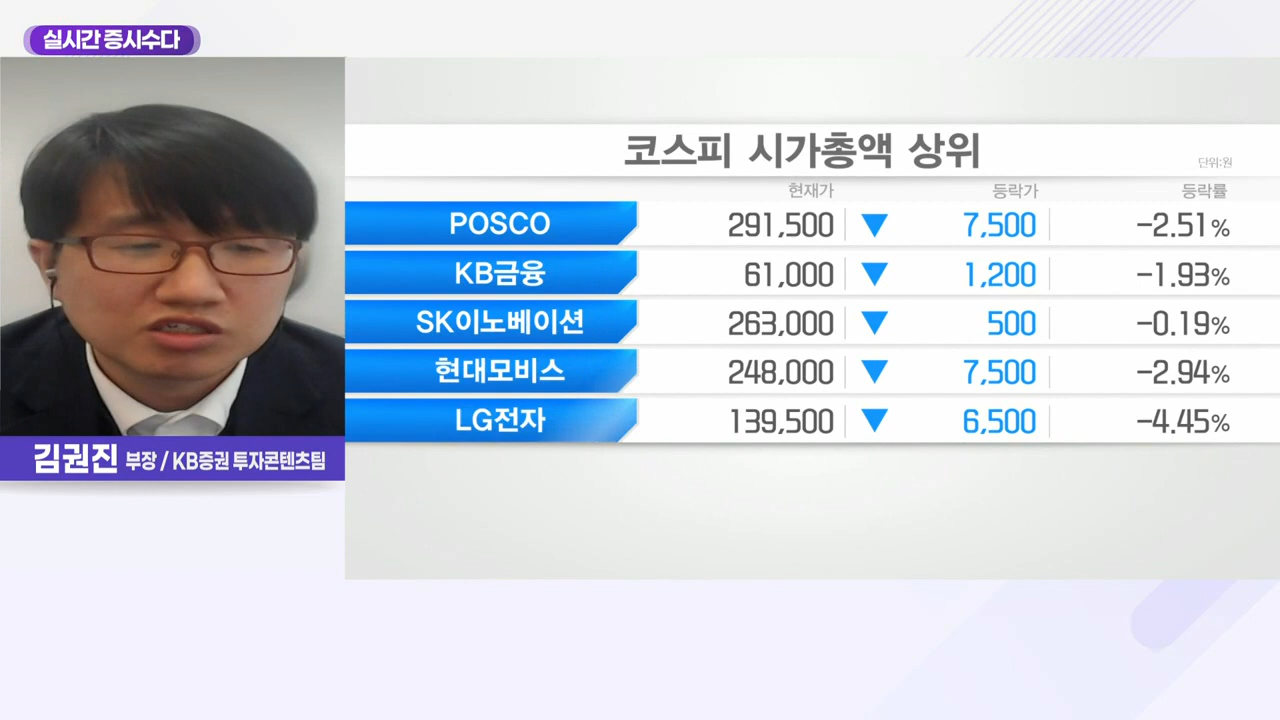 실시간 증시수다
코스피 시가총액 상위
단위:원
현재가 등락가 등락률
POSCO 291,500 ▼ 7,500 -2.51%
KB금융 61,000 ▼ 1,200 -1.93%
SK이노베이션 263,000 ▼ 500 -0.19%
현대모비스 248,000 ▼ 7,500 -2.94%
LG전자 139,500 ▼ 6,500 -4.45%
김권진 부장 / KB증권 투자콘텐츠팀